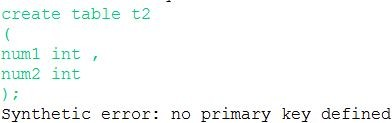 create table t2
(
num1 int ,
num2 int
);
Synthetic error: no primary key defined